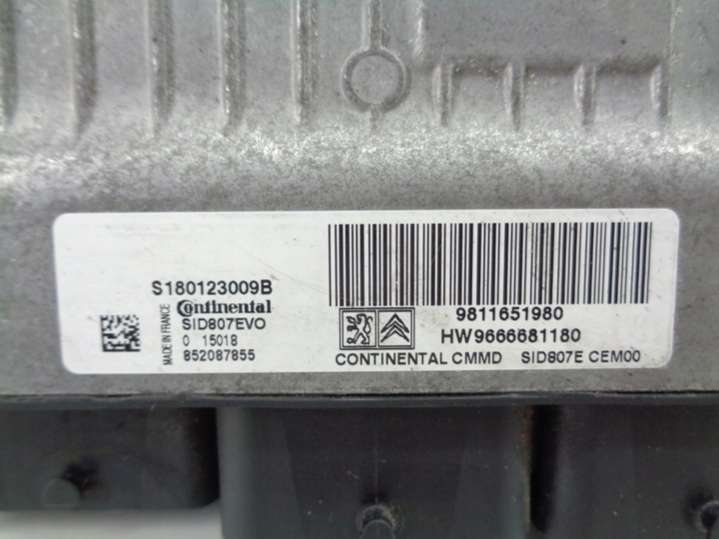 S180123009B
MADE IN FRANCE
Continental
SID807EVO
0 15018
852087855
9811651980
HW9666681180
CONTINENTAL CMMD SID807E CEM00